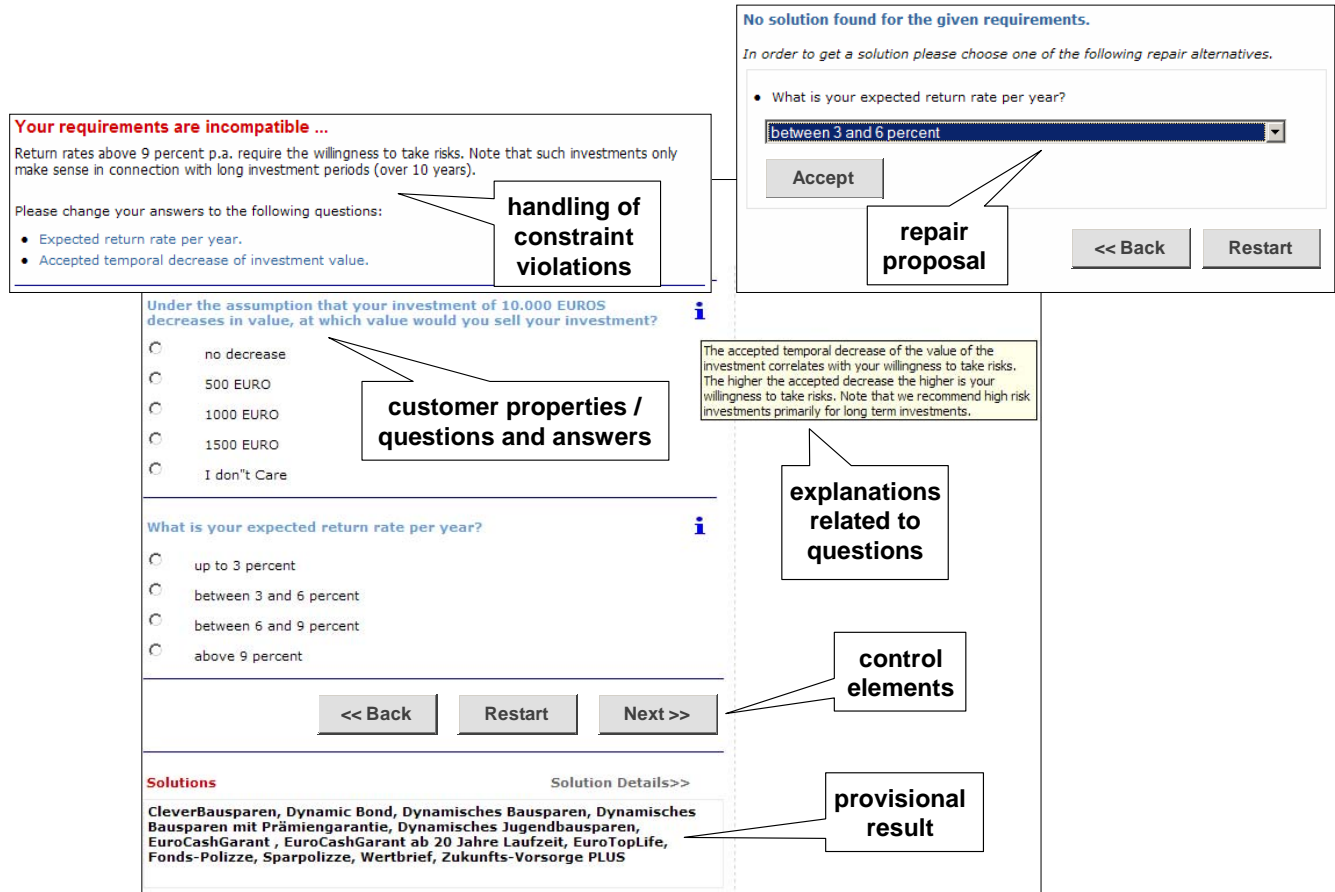 No solution found for the given requirements.
In order to get a solution please choose one of the following repair alternatives.
• What is your expected return rate per year?
between 3 and 6 percent
Accept
repair
proposal
<< Back
Restart
Your requirements are incompatible ...
Return rates above 9 percent p.a. require the willingness to take risks. Note that such investments only
make sense in connection with long investment periods (over 10 years).
Please change your answers to the following questions:
• Expected return rate per year.
• Accepted temporal decrease of investment value.
handling of
constraint
violations
Under the assumption that your investment of 10.000 EUROS
decreases in value, at which value would you sell your investment?
i
no decrease
500 EURO
1000 EURO
1500 EURO
I don"t Care
customer properties /
questions and answers
The accepted temporal decrease of the value of the
investment correlates with your willingness to take risks.
The higher the accepted decrease the higher is your
willingness to take risks. Note that we recommend high risk
investments primarily for long term investments.
explanations
related to
questions
What is your expected return rate per year?
i
up to 3 percent
between 3 and 6 percent
between 6 and 9 percent
above 9 percent
control
elements
<< Back
Restart
Next >>
Solutions
Solution Details>>
CleverBausparen, Dynamic Bond, Dynamisches Bausparen, Dynamisches
Bausparen mit Prämiengarantie, Dynamisches Jugendbausparen,
EuroCashGarant , EuroCashGarant ab 20 Jahre Laufzeit, EuroTopLife,
Fonds-Polizze, Sparpolizze, Wertbrief, Zukunfts-Vorsorge PLUS
provisional
result